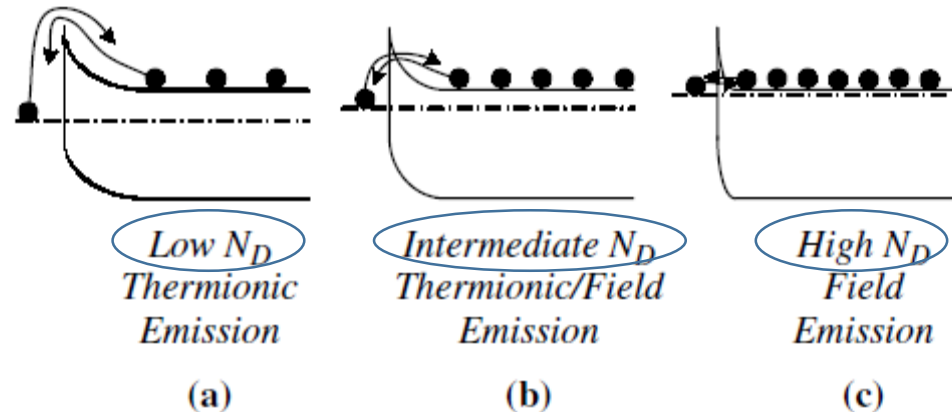 Low N_D
Thermionic
Emission
(a)
Intermediate N_D
Thermionic/Field
Emission
(b)
High N_D
Field
Emission
(c)